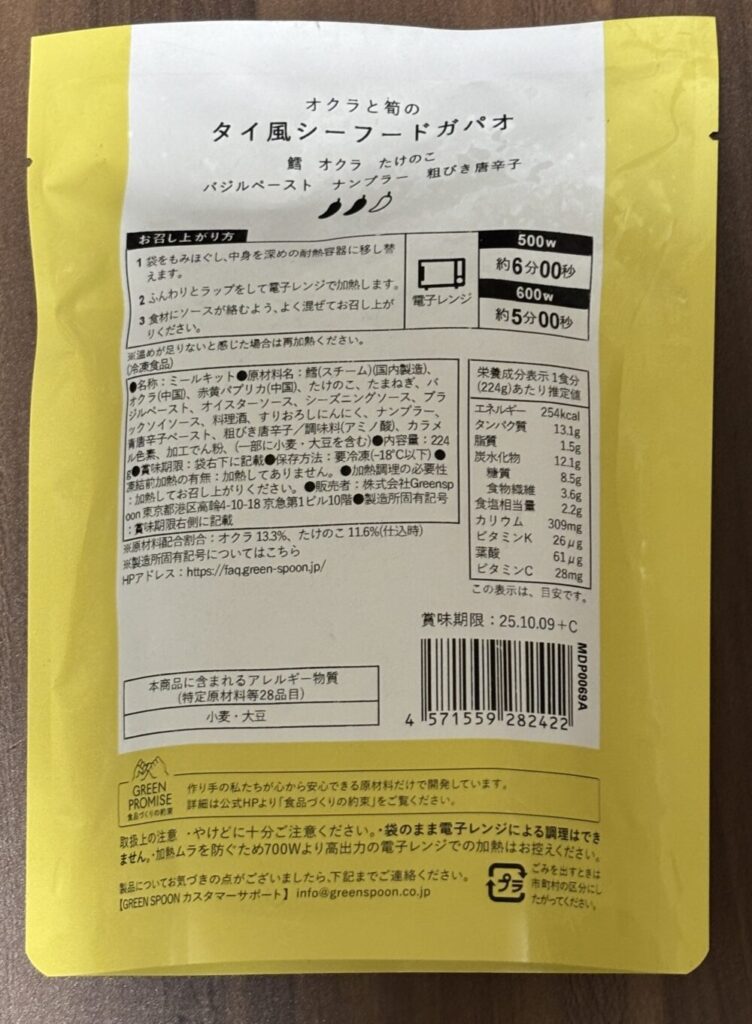 オクラと筍の
タイ風シーフードガパオ
鱈 オクラ たけのこ
バジルペースト ナンプラー 粗びき唐辛子
お召し上がり方
1 袋をもみほぐし、中身を深めの耐熱容器に移し替
えます。
2 ふんわりとラップをして電子レンジで加熱します。
3 食材にソースが絡むよう、よく混ぜてお召し上が
りください。
電子レンジ
500w
約6分00秒
600w
約5分00秒
※温めが足りないと感じた場合は再加熱ください。
(冷凍食品)
●名称：ミールキット●原材料名：鱈(スチーム)(国内製造)、
オクラ(中国)、赤黄パプリカ(中国)、たけのこ、たまねぎ、バ
ジルペースト、オイスターソース、シーズニングソース、ブラ
ックソイソース、料理酒、すりおろしにんにく、ナンプラー、
青唐辛子ペースト、粗びき唐辛子／調味料(アミノ酸)、カラメ
ル色素、加工でん粉、(一部に小麦・大豆を含む)●内容量：224
g●賞味期限：袋右下に記載●保存方法：要冷凍(-18℃以下)●
凍結前加熱の有無：加熱してありません。●加熱調理の必要性
：加熱してお召し上がりください。●販売者：株式会社Greensp
oon 東京都港区高輪4-10-18 京急第1ビル10階●製造所固有記号
：賞味期限右側に記載
※原材料配合割合：オクラ 13.3%、たけのこ 11.6%(仕込時)
※製造所固有記号についてはこちら
HPアドレス：https://faq.green-spoon.jp/
栄養成分表示 1食分
(224g)あたり推定値
エネルギー 254kcal
タンパク質 13.1g
脂質 1.5g
炭水化物 12.1g
糖質 8.5g
食物繊維 3.6g
食塩相当量 2.2g
カリウム 309mg
ビタミンK 26μg
葉酸 61μg
ビタミンC 28mg
この表示は、目安です。
賞味期限：25.10.09+C
MDP0069A
4 571559 282422
本商品に含まれるアレルギー物質
(特定原材料等28品目)
小麦・大豆
GREEN
PROMISE
食品づくりの約束
作り手の私たちが心から安心できる原材料だけで開発しています。
詳細は公式HPより「食品づくりの約束」をご覧ください。
取扱上の注意 ・やけどに十分ご注意ください。・袋のまま電子レンジによる調理はでき
ません。・加熱ムラを防ぐため700Wより高出力の電子レンジでの加熱はお控えください。
製品についてお気づきの点がございましたら、下記までご連絡ください。
【GREEN SPOON カスタマーサポート】 info@greenspoon.co.jp
プラ
ごみを出すときは
市町村の区分にし
たがってください。